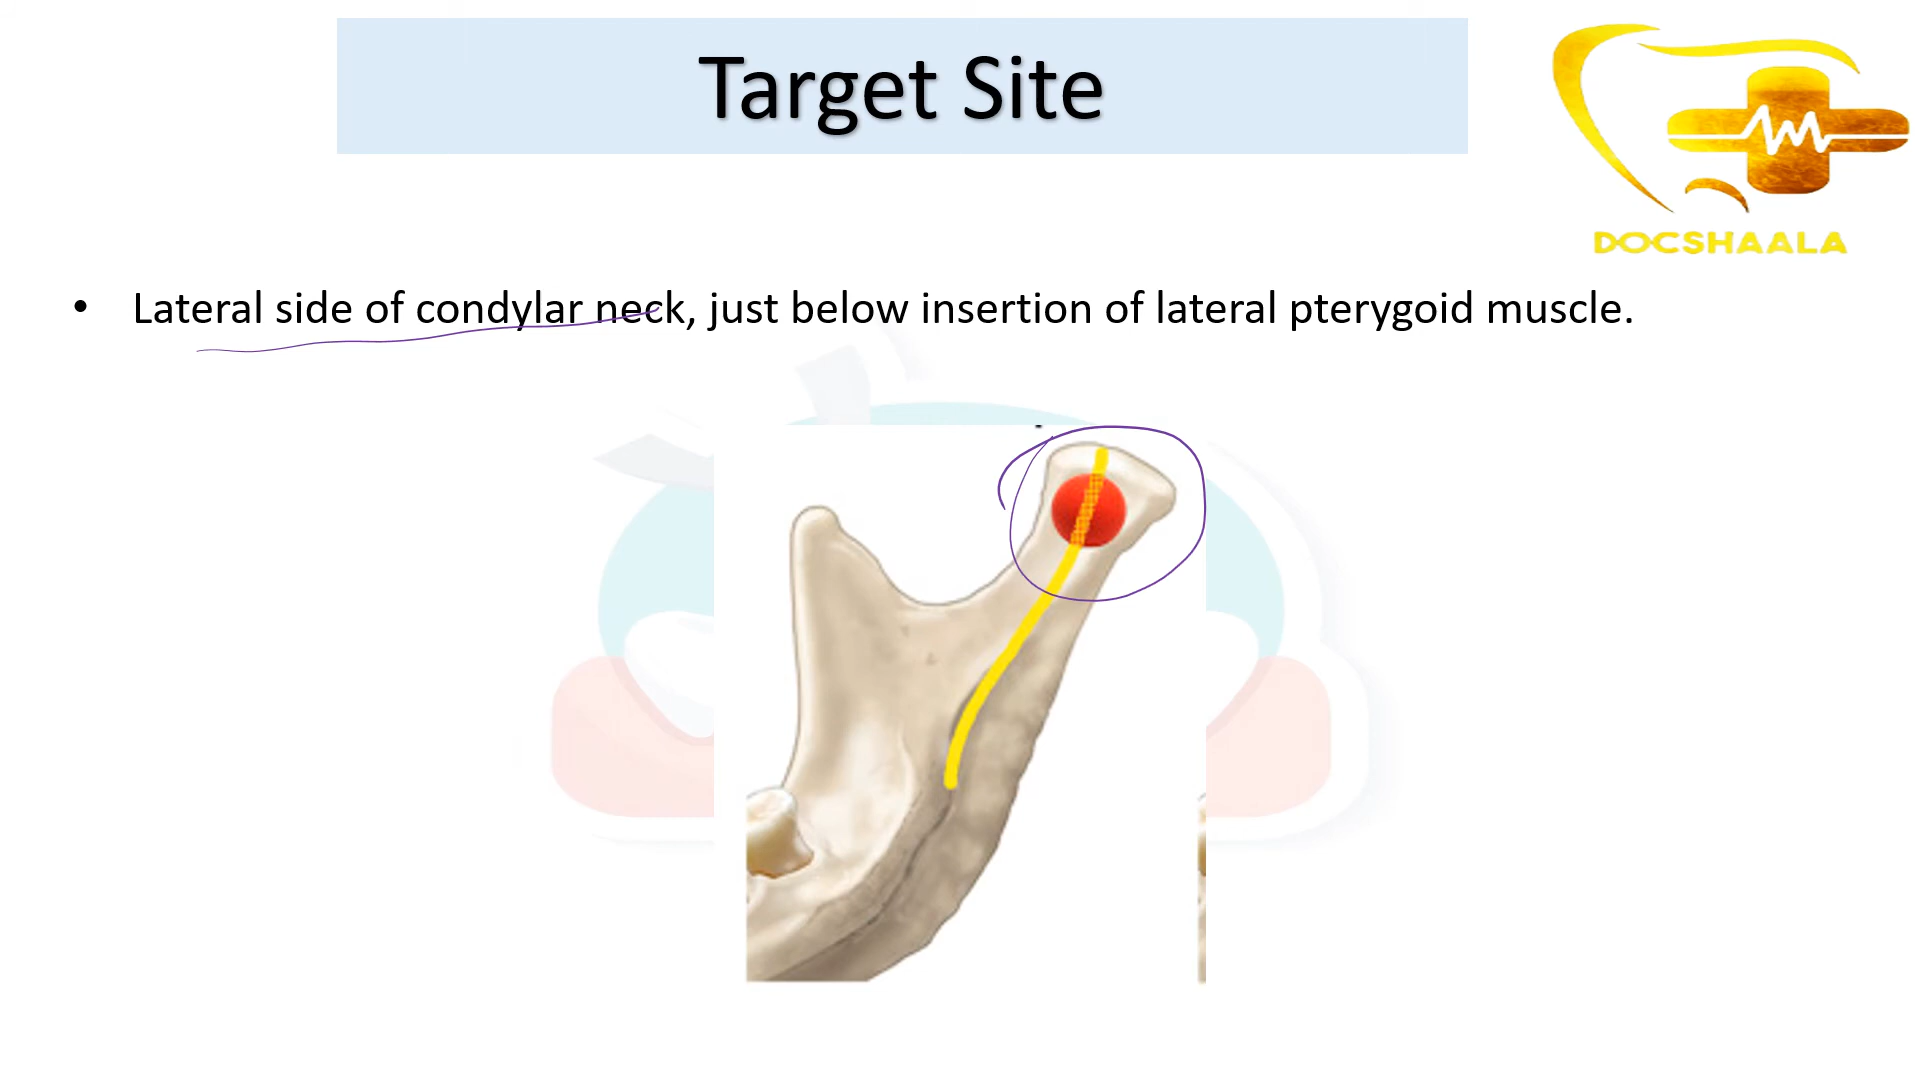 Target Site
DOCSHAALA
• Lateral side of condylar neck, just below insertion of lateral pterygoid muscle.